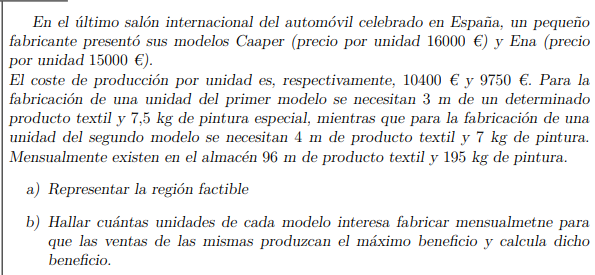 En el último salón internacional del automóvil celebrado en España, un pequeño
fabricante presentó sus modelos Caaper (precio por unidad 16000 €) y Ena (precio
por unidad 15000 €).
El coste de producción por unidad es, respectivamente, 10400 € y 9750 €. Para la
fabricación de una unidad del primer modelo se necesitan 3 m de un determinado
producto textil y 7,5 kg de pintura especial, mientras que para la fabricación de una
unidad del segundo modelo se necesitan 4 m de producto textil y 7 kg de pintura.
Mensualmente existen en el almacén 96 m de producto textil y 195 kg de pintura.
a) Representar la región factible
b) Hallar cuántas unidades de cada modelo interesa fabricar mensualmetne para
que las ventas de las mismas produzcan el máximo beneficio y calcula dicho
beneficio.